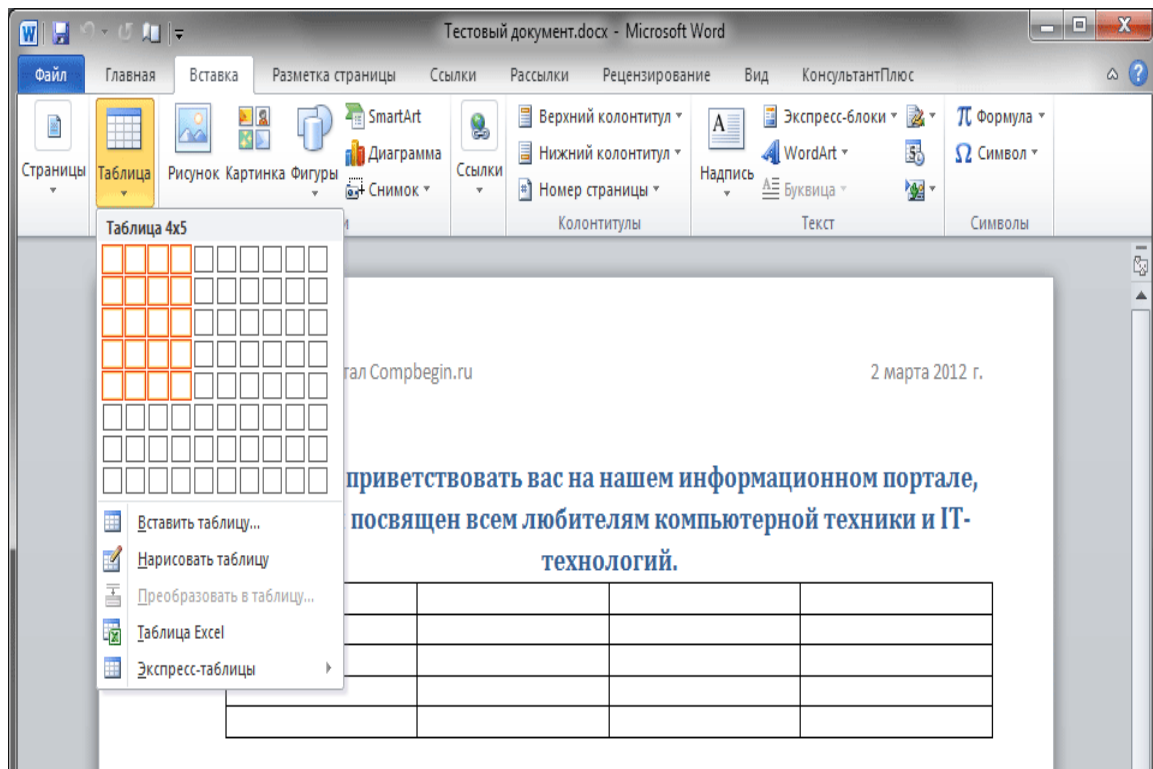 Тестовый документ.docx - Microsoft Word
Файл Главная Вставка Разметка страницы Ссылки Рассылки Рецензирование Вид КонсультантПлюс
Страницы
Таблица
Рисунок Картинка Фигуры
SmartArt
Диаграмма
Снимок
Ссылки
Верхний колонтитул
Нижний колонтитул
Номер страницы
Колонтитулы
Надпись
Экспресс-блоки
WordArt
Буквица
Текст
π Формула
Ω Символ
Символы
Таблица 4x5
Вставить таблицу...
Нарисовать таблицу
Преобразовать в таблицу...
Таблица Excel
Экспресс-таблицы
Compbegin.ru 2 марта 2012 г.
приветствовать вас на нашем информационном портале,
посвящен всем любителям компьютерной техники и IT-
технологий.